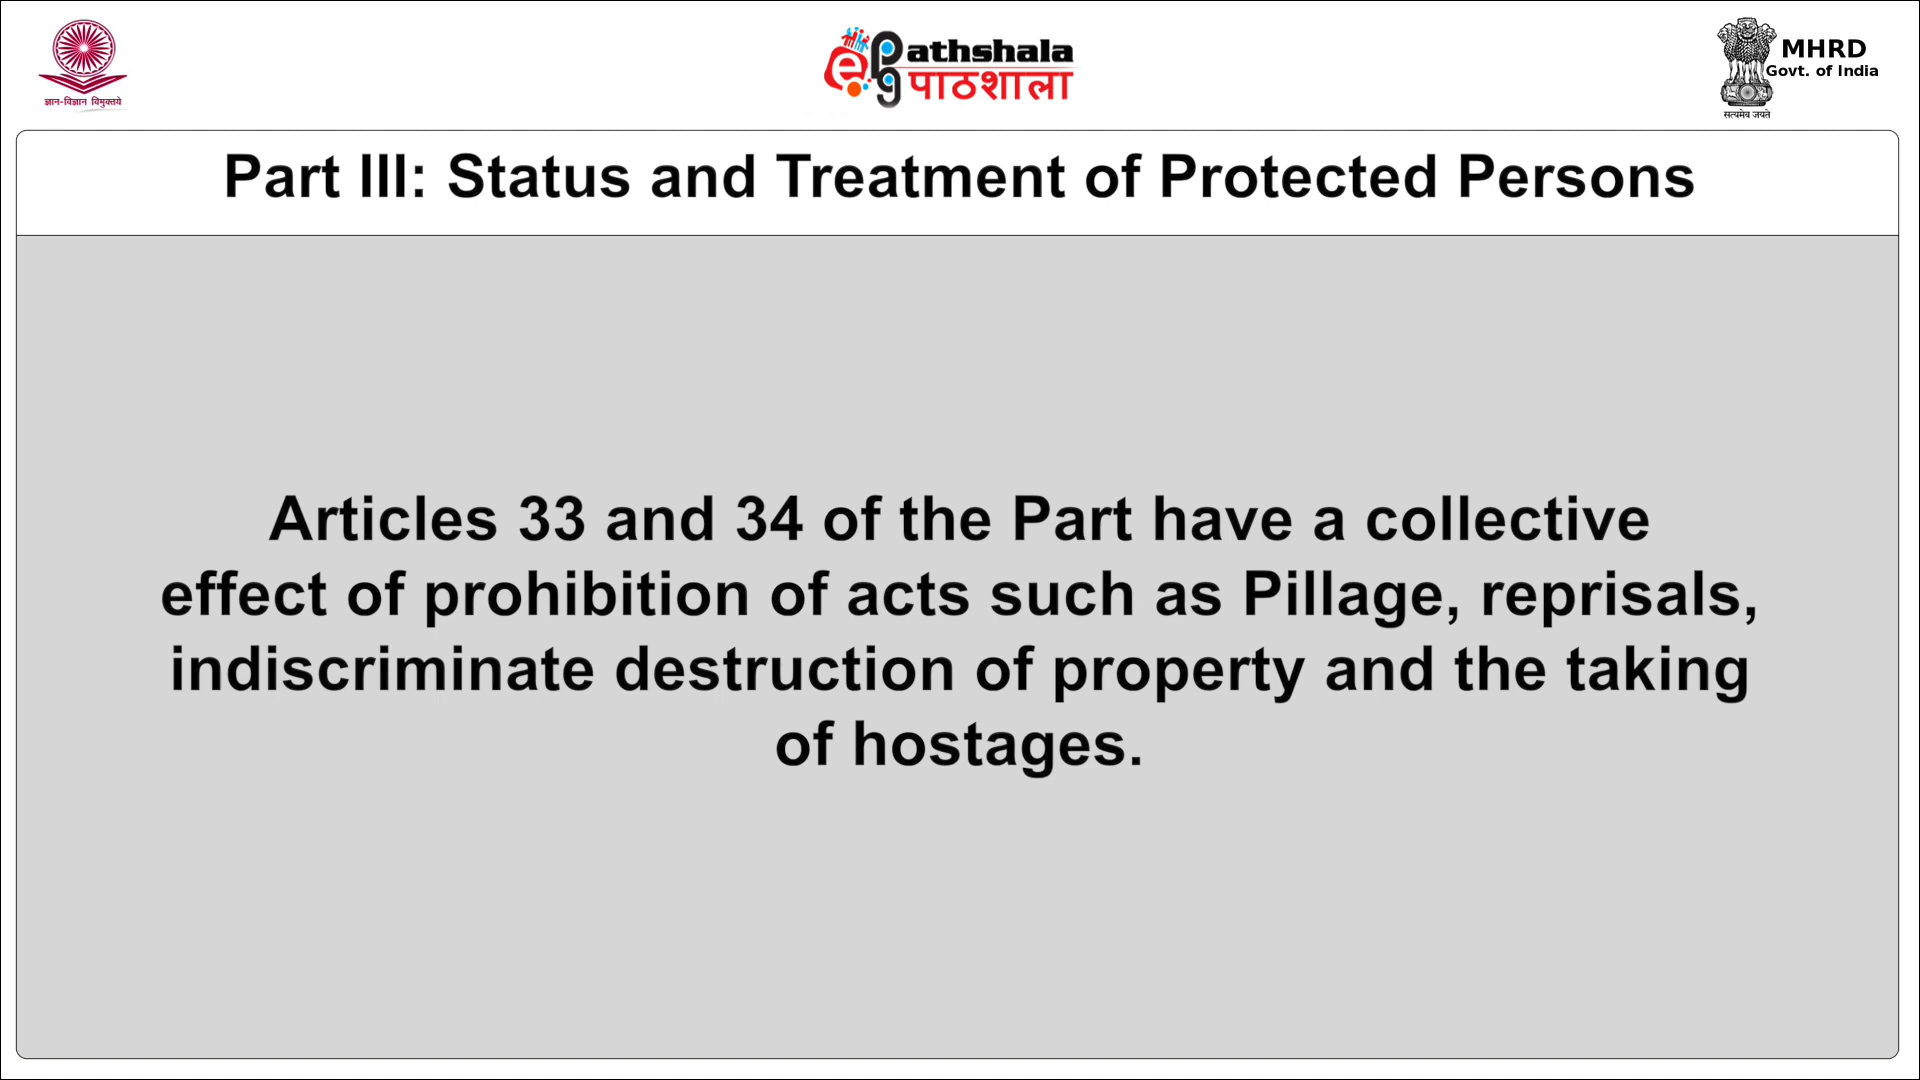 ज्ञान-विज्ञान विमुक्तये
epathshala
पाठशाला
MHRD
Govt. of India
सत्यमेव जयते
Part III: Status and Treatment of Protected Persons
Articles 33 and 34 of the Part have a collective
effect of prohibition of acts such as Pillage, reprisals,
indiscriminate destruction of property and the taking
of hostages.